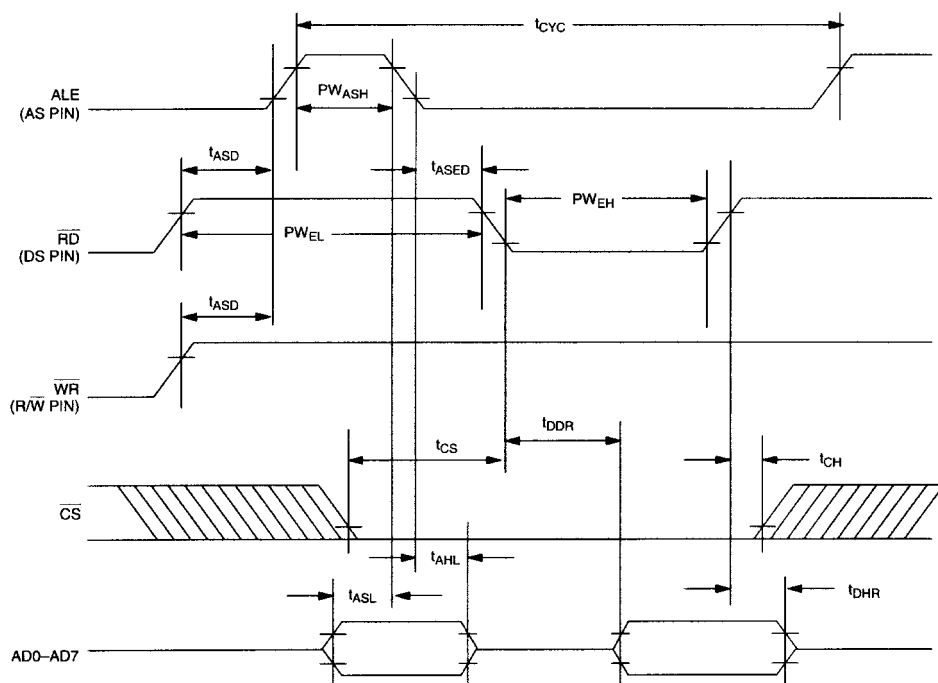 tCYC
ALE
(AS PIN)
PWASH
tASD
tASED
PWEH
RD
(DS PIN)
PWEL
tASD
WR
(R/W PIN)
tCS
tDDR
tCH
CS
tAHL
tASL
tDHR
AD0–AD7